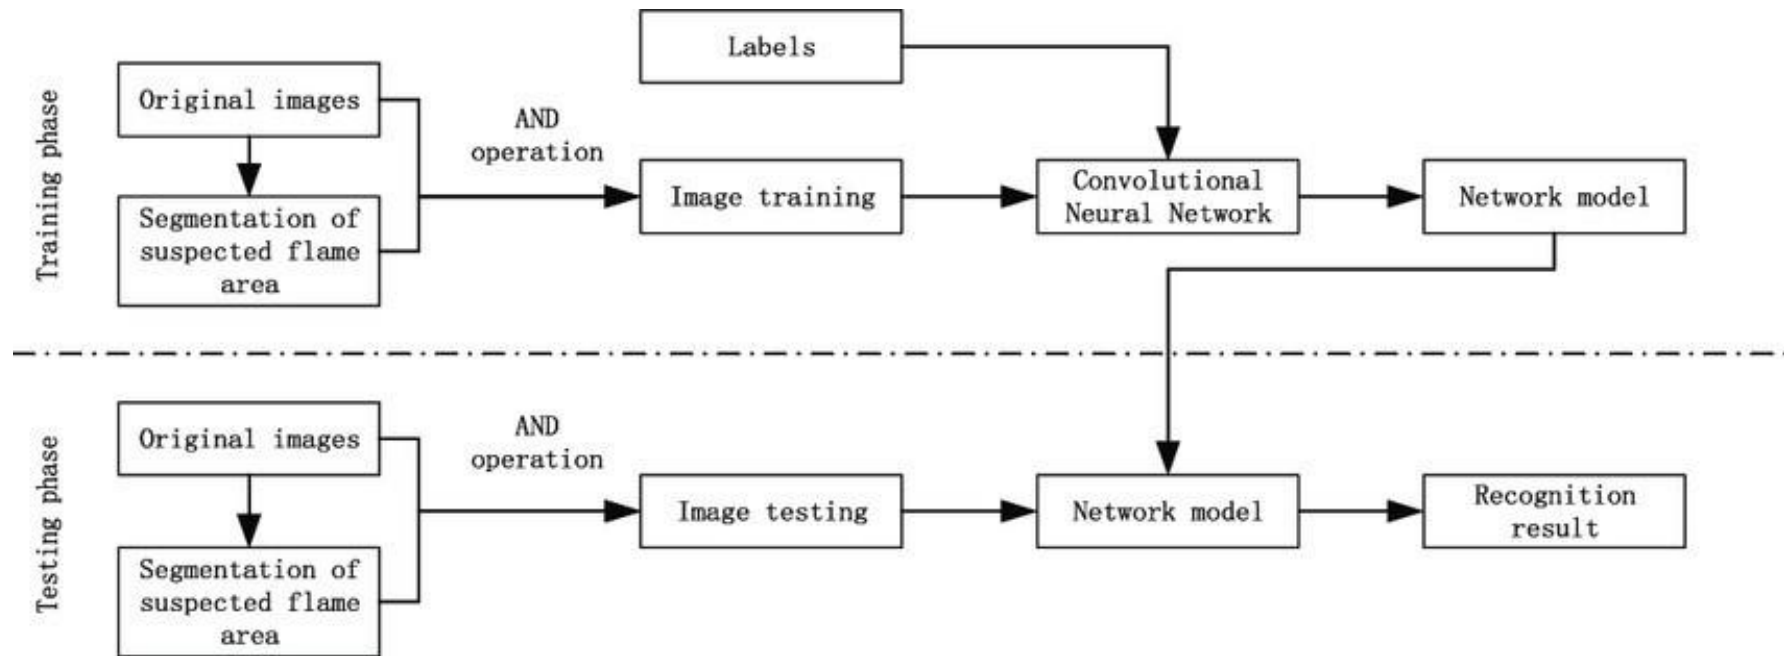 Training phase
Original images
Segmentation of
suspected flame
area
AND
operation
Labels
Image training
Convolutional
Neural Network
Network model
Testing phase
Original images
Segmentation of
suspected flame
area
AND
operation
Image testing
Network model
Recognition
result